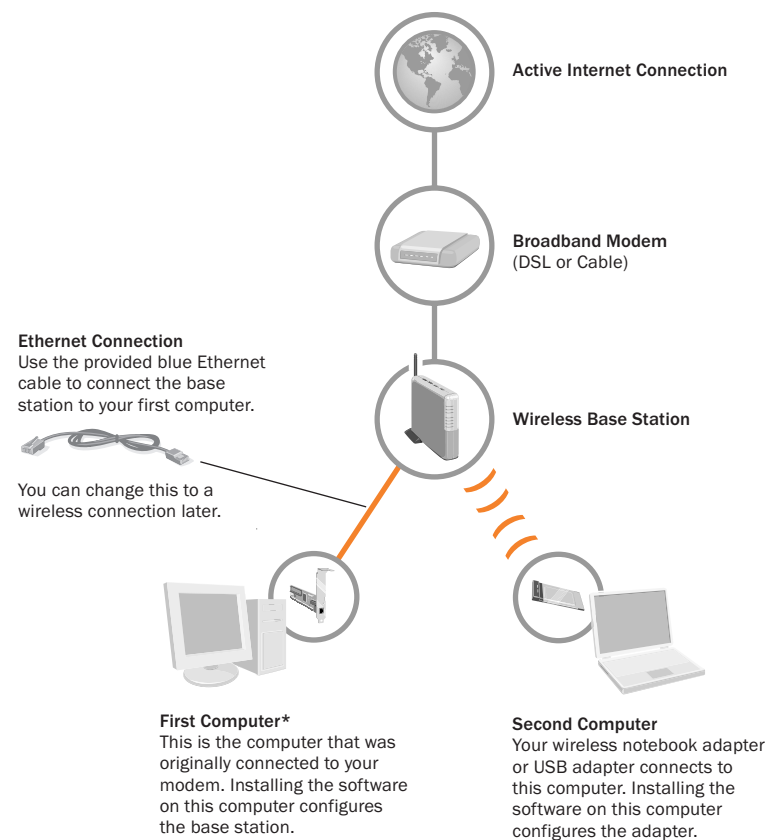 Active Internet Connection
Broadband Modem
(DSL or Cable)
Ethernet Connection
Use the provided blue Ethernet
cable to connect the base
station to your first computer.
Wireless Base Station
You can change this to a
wireless connection later.
First Computer*
This is the computer that was
originally connected to your
modem. Installing the software
on this computer configures
the base station.
Second Computer
Your wireless notebook adapter
or USB adapter connects to
this computer. Installing the
software on this computer
configures the adapter.